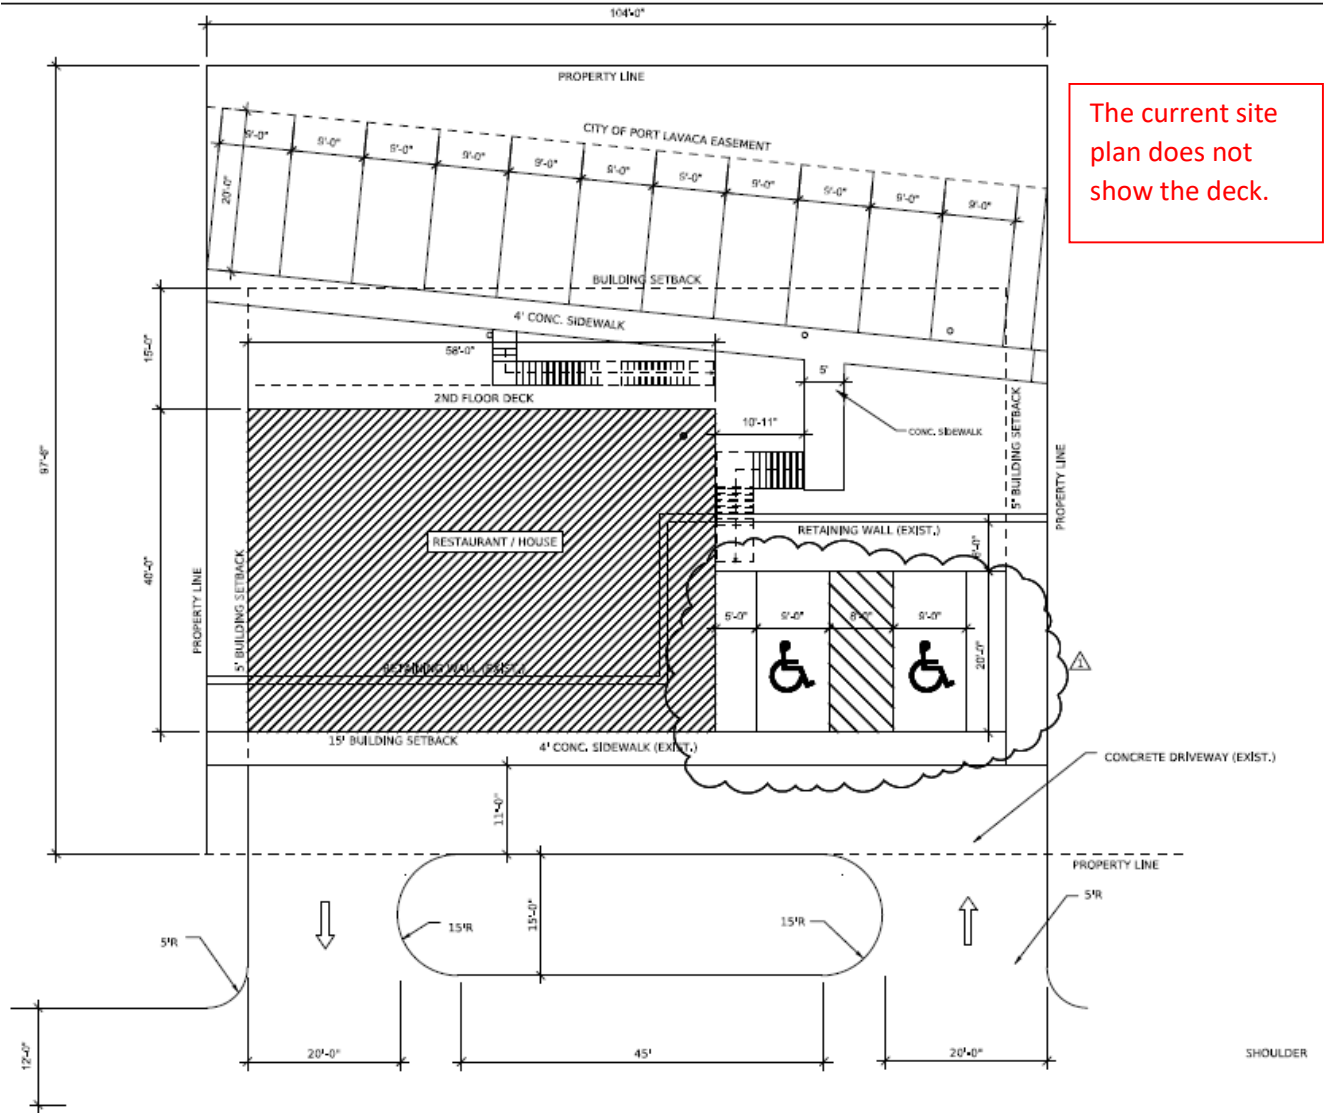 104'-0"
PROPERTY LINE
The current site
plan does not
show the deck.
CITY OF PORT LAVACA EASEMENT
9'-0"
9'-0"
9'-0"
9'-0"
9'-0"
9'-0"
9'-0"
9'-0"
9'-0"
9'-0"
9'-0"
20'-0"
BUILDING SETBACK
4' CONC. SIDEWALK
15'-0"
58'-0"
5'
2ND FLOOR DECK
10'-11"
CONC. SIDEWALK
5' BUILDING SETBACK
PROPERTY LINE
97'-6"
RETAINING WALL (EXIST.)
RESTAURANT / HOUSE
40'-0"
PROPERTY LINE
5' BUILDING SETBACK
5'-0"
9'-0"
8'-0"
9'-0"
20'-0"
RETAINING WALL (EXIST.)
1
15' BUILDING SETBACK
4' CONC. SIDEWALK (EXIST.)
CONCRETE DRIVEWAY (EXIST.)
11'-0"
PROPERTY LINE
5'R
15'R
15'-0"
15'R
5'R
12'-0"
20'-0"
45'
20'-0"
SHOULDER